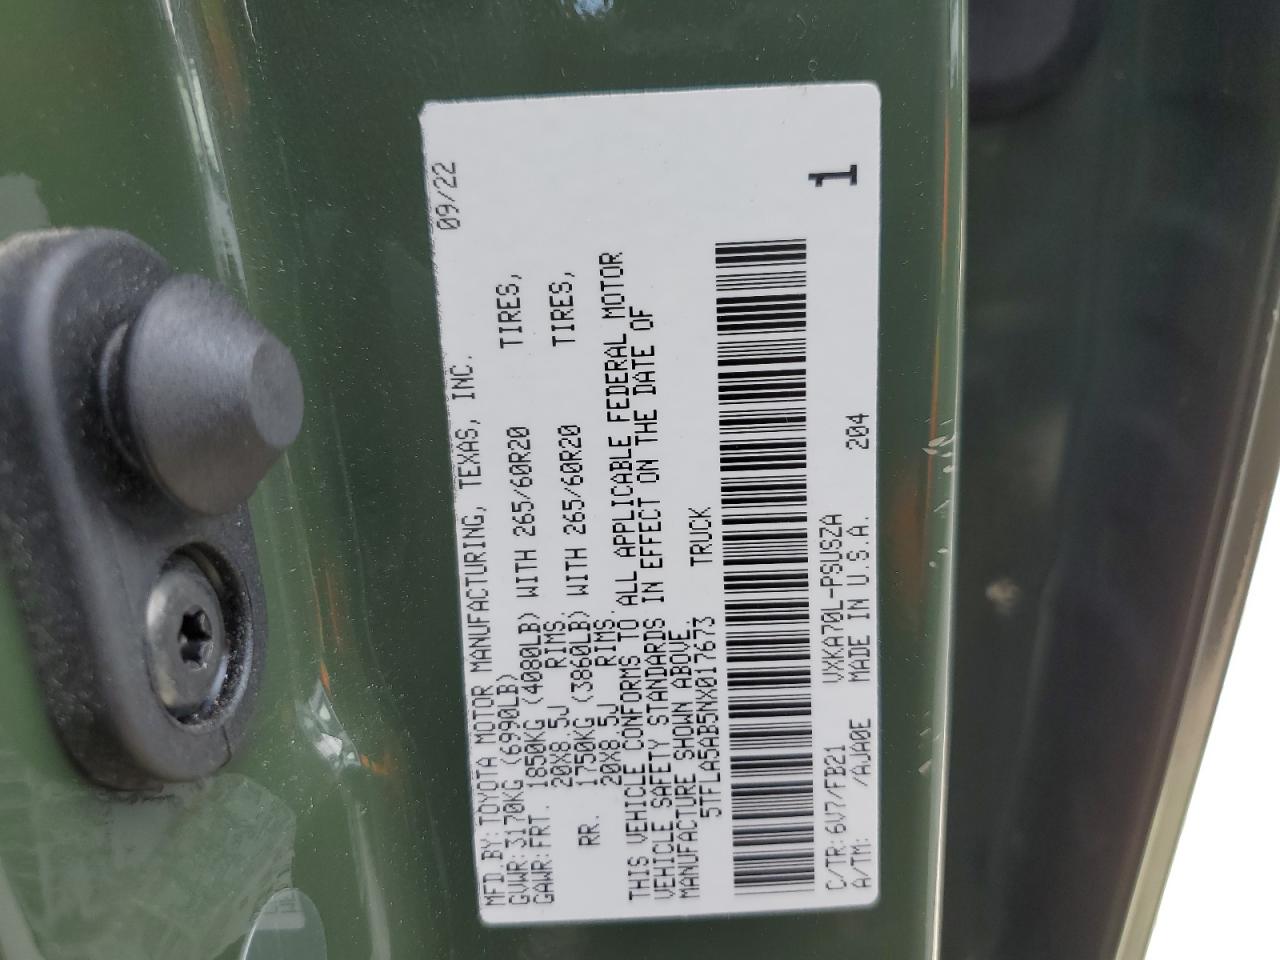 MFD.BY:TOYOTA MOTOR MANUFACTURING, TEXAS, INC. 09/22
GVWR:3170KG (6990LB)
GAWR:FRT. 1850KG (4080LB) WITH 265/60R20 TIRES,
20X8.5J RIMS.
RR. 1750KG (3860LB) WITH 265/60R20 TIRES,
20X8.5J RIMS.
THIS VEHICLE CONFORMS TO ALL APPLICABLE FEDERAL MOTOR
VEHICLE SAFETY STANDARDS IN EFFECT ON THE DATE OF
MANUFACTURE SHOWN ABOVE.
5TFLA5AB5NX017673 TRUCK
1
C/TR:6V7/FB21 VXKA70L-PSUSZA
A/TM: /AJA0E MADE IN U.S.A. 204